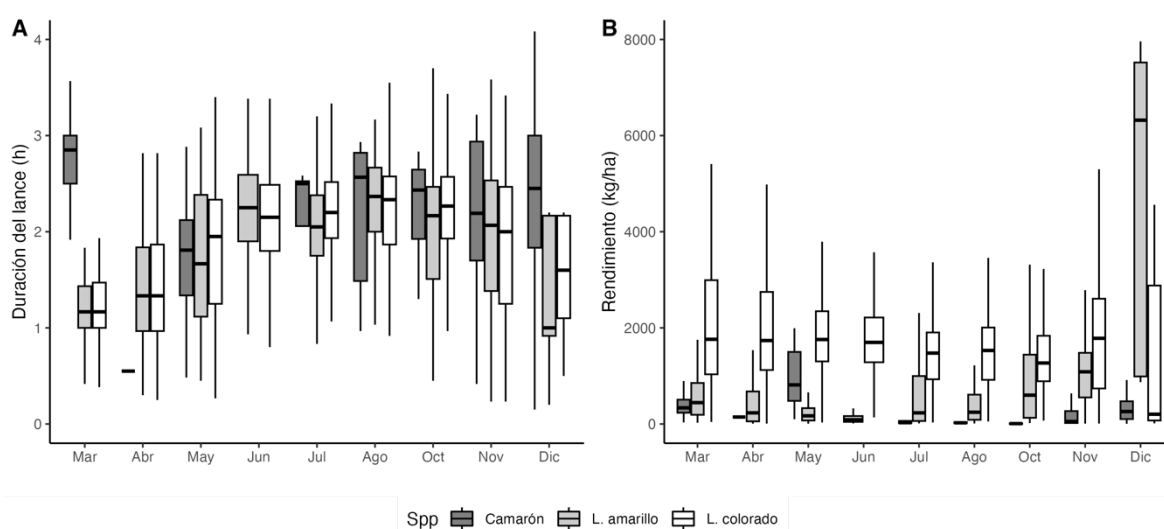 A
Duración del lance (h)
4
3
2
1
0
Mar Abr May Jun Jul Ago Oct Nov Dic
B
Rendimiento (kg/ha)
8000
6000
4000
2000
0
Mar Abr May Jun Jul Ago Oct Nov Dic
Spp Camarón L. amarillo L. colorado